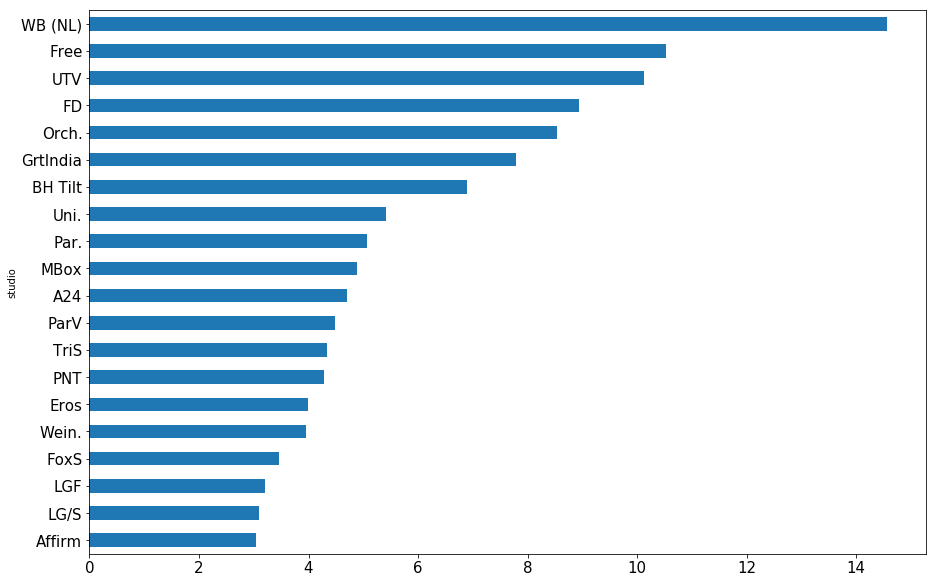 WB (NL)
Free
UTV
FD
Orch.
GrtIndia
BH Tilt
Uni.
Par.
MBox
A24
ParV
TriS
PNT
Eros
Wein.
FoxS
LGF
LG/S
Affirm
studio
0 2 4 6 8 10 12 14